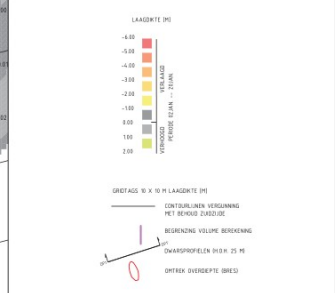 LAAGDIKTE [M]
-6.00
-5.00
-4.00
-3.00
-2.00
-1.00
0.00
1.00
2.00
VERLAAGD
VERHOOGD
PERIODE 02JAN -- 20JAN
GRIDTAGS 10 X 10 M LAAGDIKTE [M]
CONTOURLIJNEN VERGUNNING
MET BEHOUD ZUIDZIJDE
BEGRENZING VOLUME BEREKENING
DWARSPROFIELEN (H.O.H. 25 M)
OMTREK OVERDIEPTE (BRES)